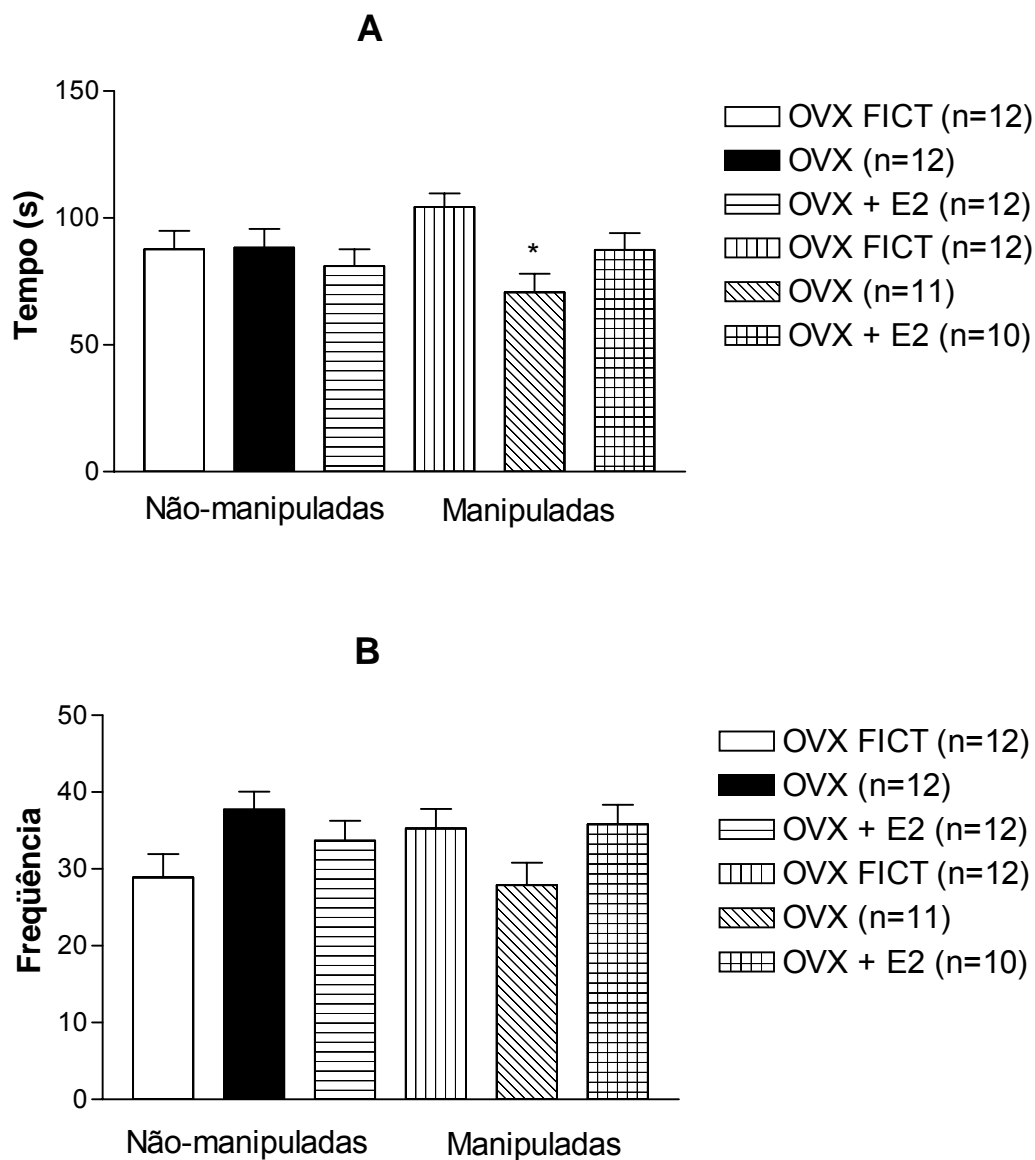 A
150
100
50
0
Tempo (s)
*
Não-manipuladas Manipuladas
OVX FICT (n=12)
OVX (n=12)
OVX + E2 (n=12)
OVX FICT (n=12)
OVX (n=11)
OVX + E2 (n=10)
B
50
40
30
20
10
0
Freqüência
Não-manipuladas Manipuladas
OVX FICT (n=12)
OVX (n=12)
OVX + E2 (n=12)
OVX FICT (n=12)
OVX (n=11)
OVX + E2 (n=10)